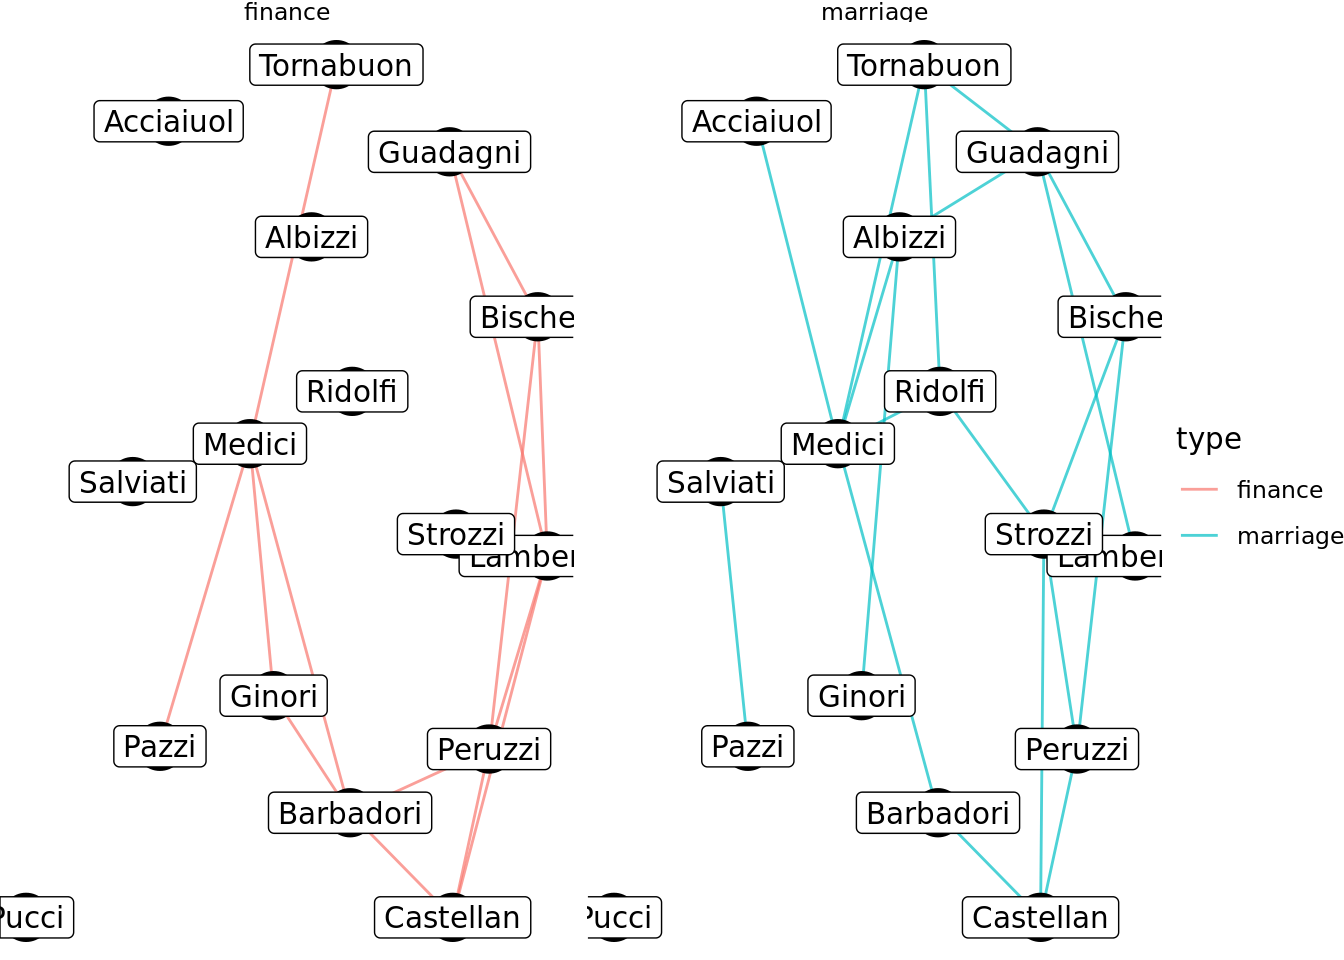 finance
Tornabuon
Acciaiuol
Guadagni
Albizzi
Bische
Ridolfi
Medici
Salviati
Strozzi
Lamber
Ginori
Pazzi
Peruzzi
Barbadori
Castellan
Pucci
marriage
Tornabuon
Acciaiuol
Guadagni
Albizzi
Bische
Ridolfi
Medici
Salviati
Strozzi
Lamber
Ginori
Pazzi
Peruzzi
Barbadori
Castellan
Pucci
type
finance
marriage